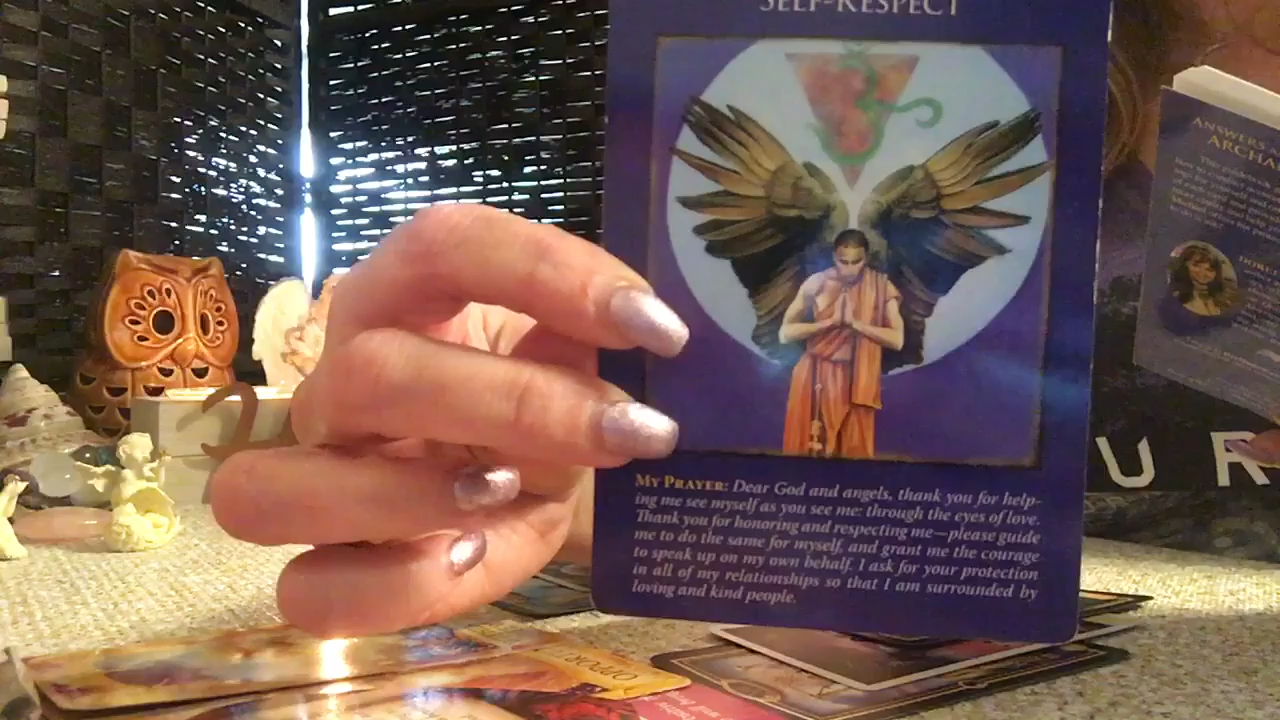 SELF-RESPECT
MY PRAYER: Dear God and angels, thank you for help-
ing me see myself as you see me: through the eyes of love.
Thank you for honoring and respecting me—please guide
me to do the same for myself, and grant me the courage
to speak up on my own behalf. I ask for your protection
in all of my relationships so that I am surrounded by
loving and kind people.
ANSWERS
ARCHA
U R